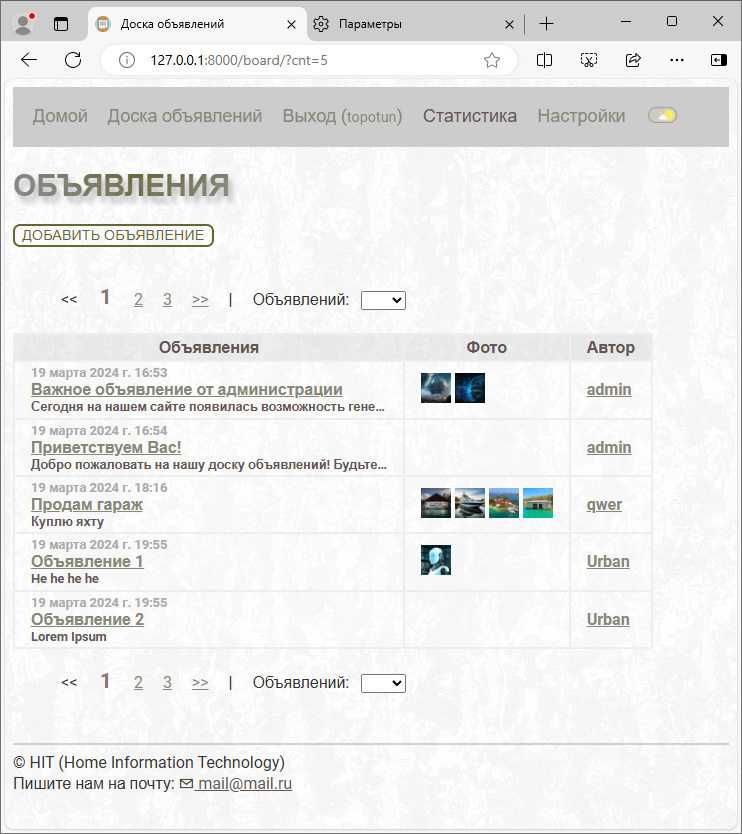 Доска объявлений
Параметры
127.0.0.1:8000/board/?cnt=5
Домой Доска объявлений Выход (topotun) Статистика Настройки
ОБЪЯВЛЕНИЯ
ДОБАВИТЬ ОБЪЯВЛЕНИЕ
<< 1 2 3 >> | Объявлений:
Объявления Фото Автор
19 марта 2024 г. 16:53
Важное объявление от администрации admin
Сегодня на нашем сайте появилась возможность гене...
19 марта 2024 г. 16:54
Приветствуем Вас! admin
Добро пожаловать на нашу доску объявлений! Будьте...
19 марта 2024 г. 18:16
Продам гараж qwer
Куплю яхту
19 марта 2024 г. 19:55
Объявление 1 Urban
Не he he he
19 марта 2024 г. 19:55
Объявление 2 Urban
Lorem Ipsum
<< 1 2 3 >> | Объявлений:
© HIT (Home Information Technology)
Пишите нам на почту: mail@mail.ru